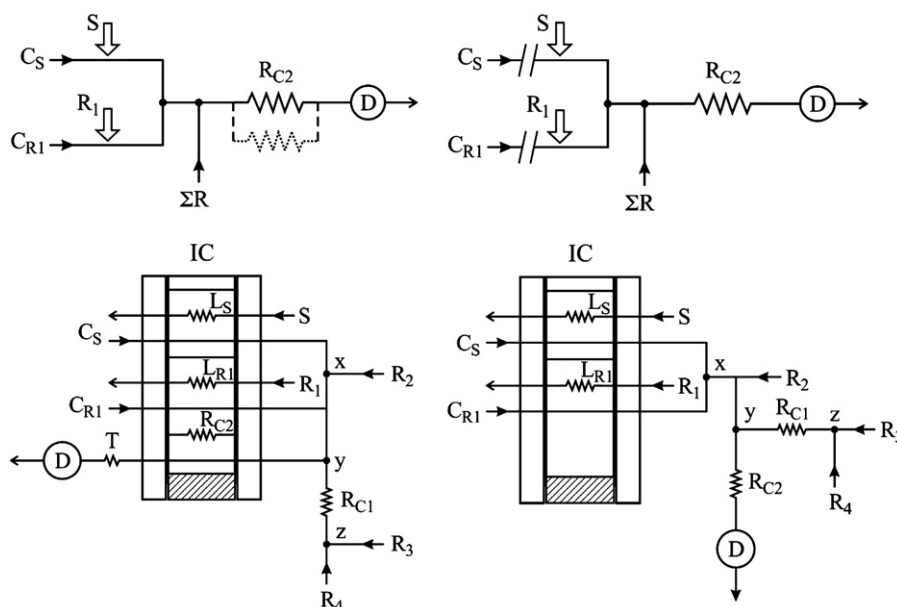 S
C_S
R_C2
D
R_1
C_R1
ΣR
S
C_S
R_C2
D
R_1
C_R1
ΣR
IC
L_S
S
C_S
x
R_2
L_R1
R_1
C_R1
R_C2
T
D
y
R_C1
z
R_3
R_4
IC
L_S
S
C_S
x
R_2
L_R1
R_1
C_R1
y
R_C1
z
R_C2
R_4
D